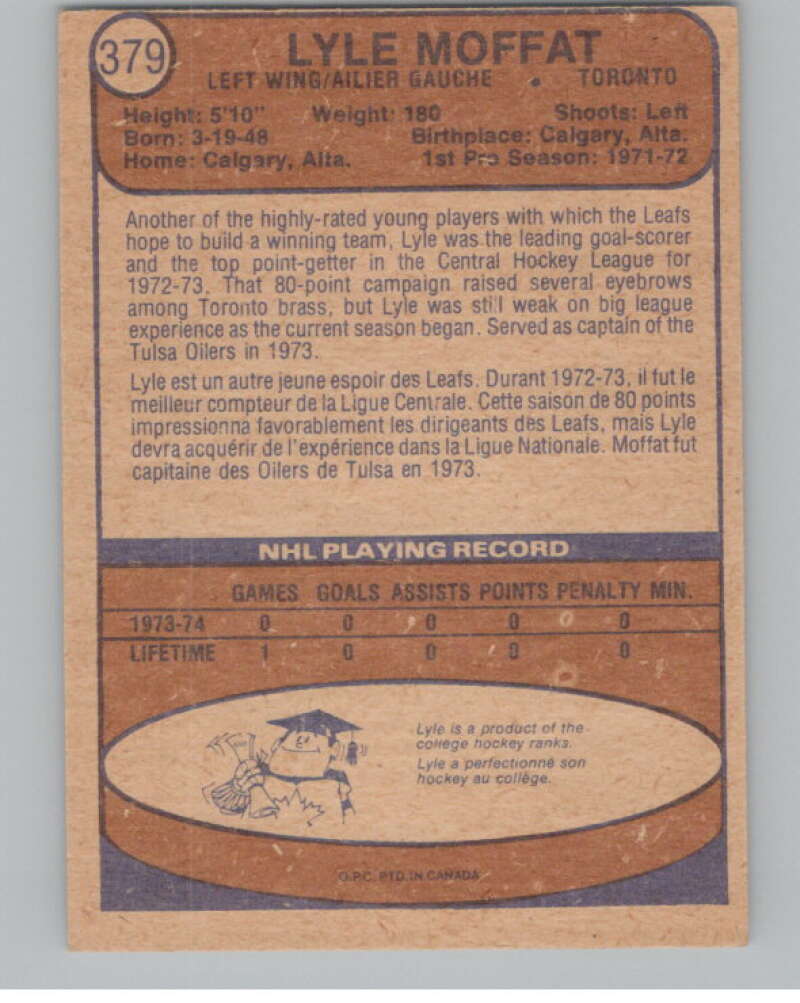 379
LYLE MOFFAT
LEFT WING/AILIER GAUCHE • TORONTO
Height: 5'10" Weight: 180 Shoots: Left
Born: 3-19-48 Birthplace: Calgary, Alta.
Home: Calgary, Alta. 1st Pro Season: 1971-72
Another of the highly-rated young players with which the Leafs
hope to build a winning team, Lyle was the leading goal-scorer
and the top point-getter in the Central Hockey League for
1972-73. That 80-point campaign raised several eyebrows
among Toronto brass, but Lyle was still weak on big league
experience as the current season began. Served as captain of the
Tulsa Oilers in 1973.
Lyle est un autre jeune espoir des Leafs. Durant 1972-73, il fut le
meilleur compteur de la Ligue Centrale. Cette saison de 80 points
impressionna favorablement les dirigeants des Leafs, mais Lyle
devra acquérir de l'expérience dans la Ligue Nationale. Moffat fut
capitaine des Oilers de Tulsa en 1973.
NHL PLAYING RECORD
GAMES GOALS ASSISTS POINTS PENALTY MIN.
1973-74 0 0 0 0 0
LIFETIME 1 0 0 0 0
Lyle is a product of the
college hockey ranks.
Lyle a perfectionné son
hockey au collège.
O.P.C. PTD. IN CANADA